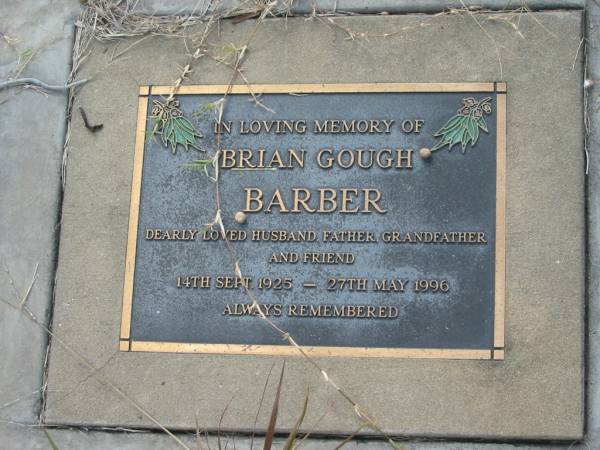 IN LOVING MEMORY OF
BRIAN GOUGH
BARBER
DEARLY LOVED HUSBAND, FATHER, GRANDFATHER
AND FRIEND
14TH SEPT. 1925 — 27TH MAY 1996
ALWAYS REMEMBERED